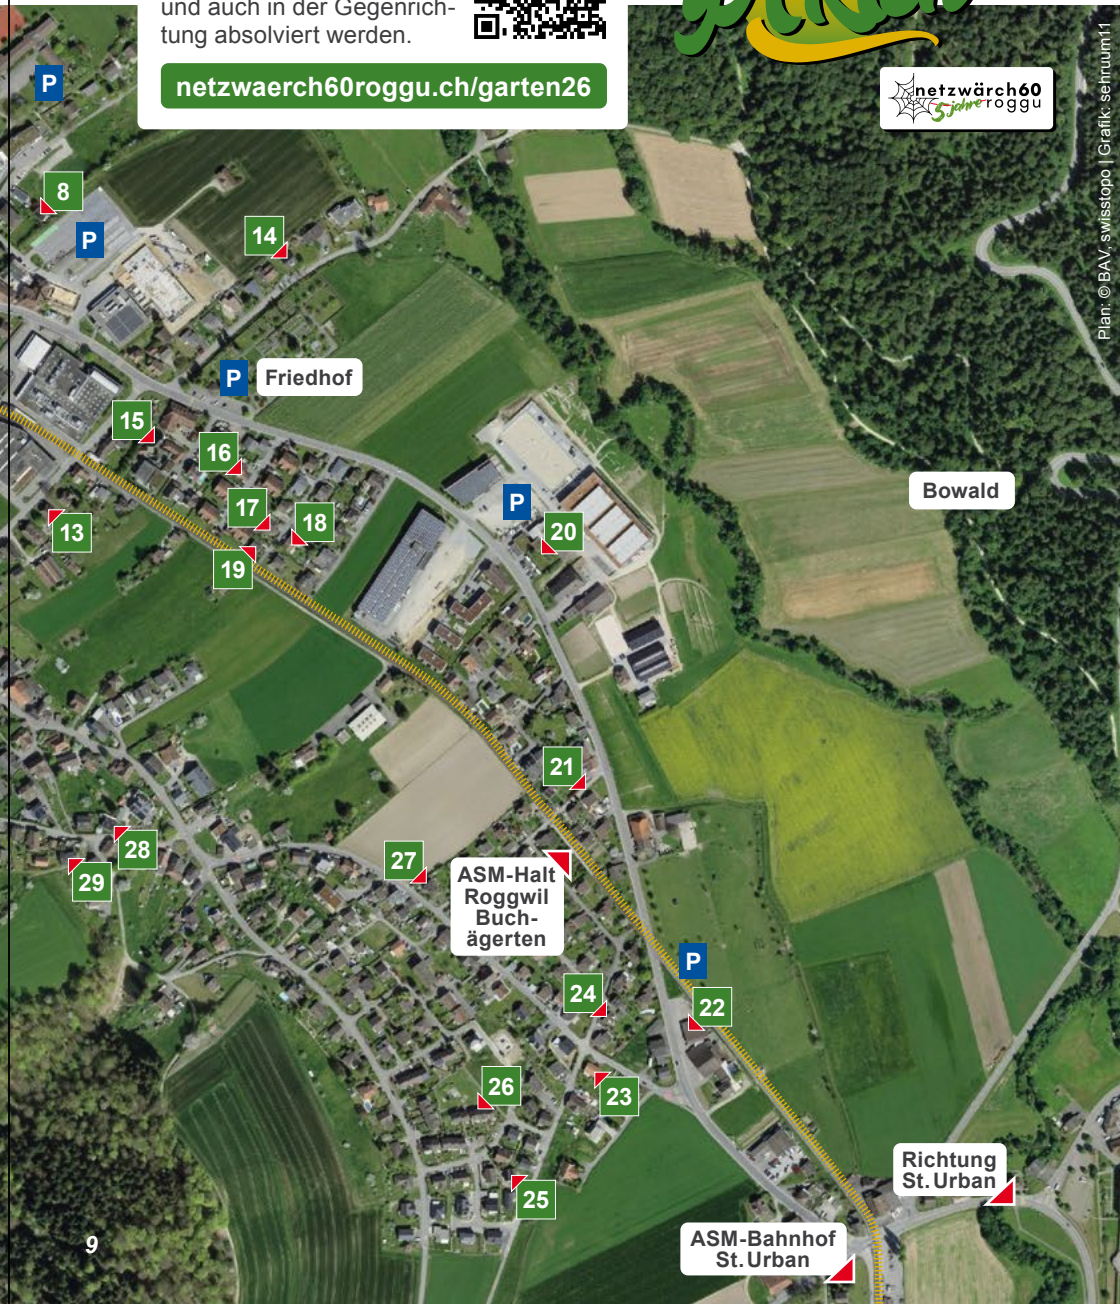 und auch in der Gegenrich-
tung absolviert werden.
netzwaerch60roggu.ch/garten26
netzwärch60
5 jahre roggu
Plan: © BAV, swisstopo | Grafik: sehruum11
P
8
P
14
P Friedhof
15
16
17
18
13
19
P
20
Bowald
21
28
29
27
ASM-Halt
Roggwil
Buch-
ägerten
P
24
22
26
23
25
Richtung
St. Urban
ASM-Bahnhof
St. Urban
9